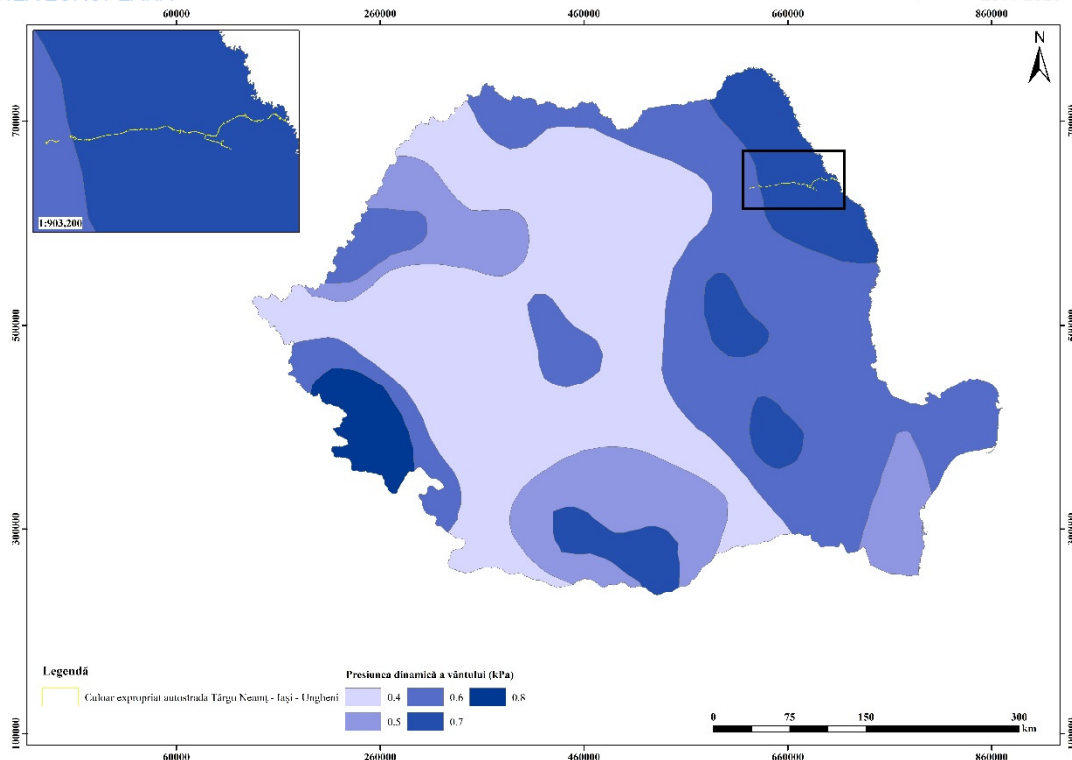 60000 260000 460000 660000 860000
N
700000
1:903,200
500000
300000
Legendă
Culoar expropriat autostrada Târgu Neamț - Iași - Ungheni
Presiunea dinamică a vântului (kPa)
0.4 0.6 0.8
0.5 0.7
0 75 150 300
km
100000 100000
60000 260000 460000 660000 860000